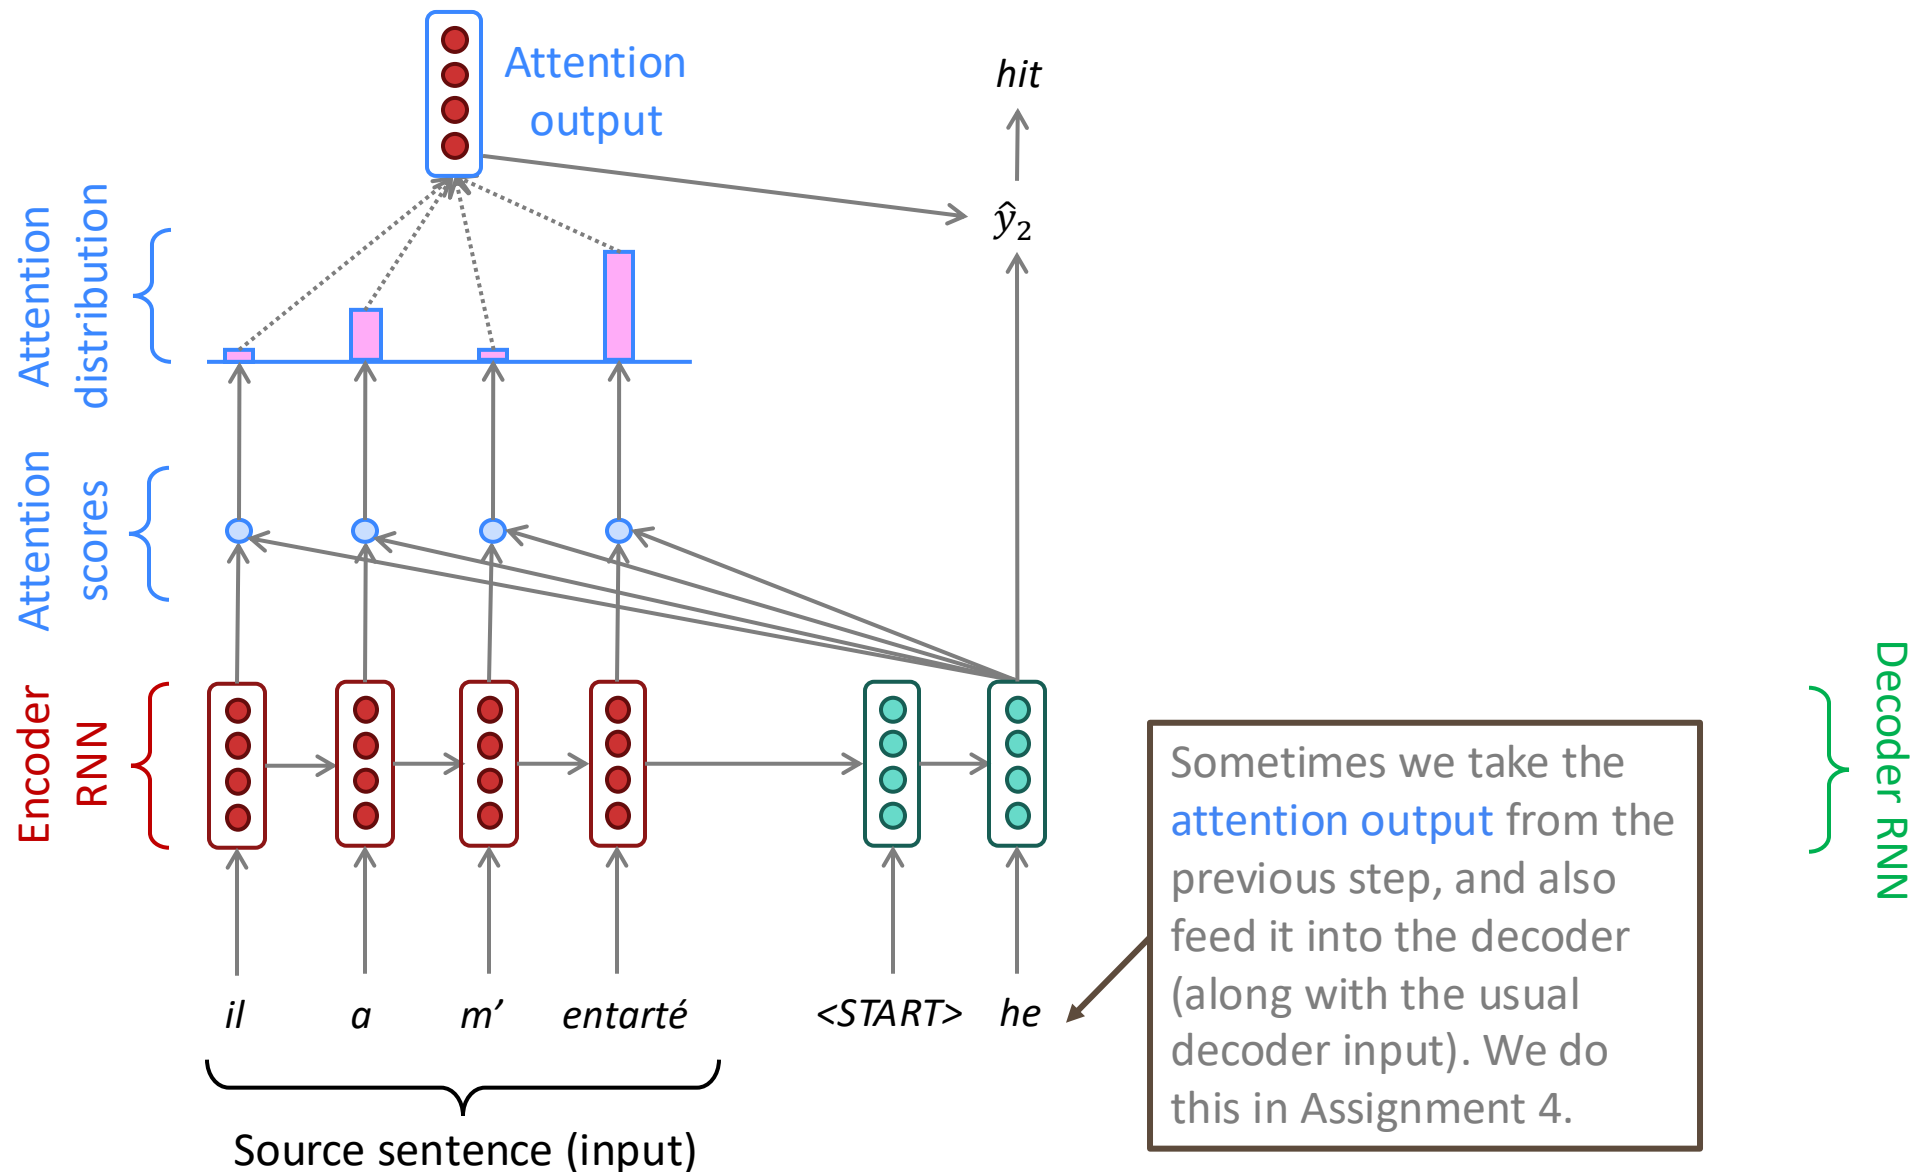 Attention
output
hit
ŷ₂
Attention
distribution
Attention
scores
Encoder
RNN
Decoder RNN
Sometimes we take the
attention output from the
previous step, and also
feed it into the decoder
(along with the usual
decoder input). We do
this in Assignment 4.
il a m’ entarté <START> he
Source sentence (input)